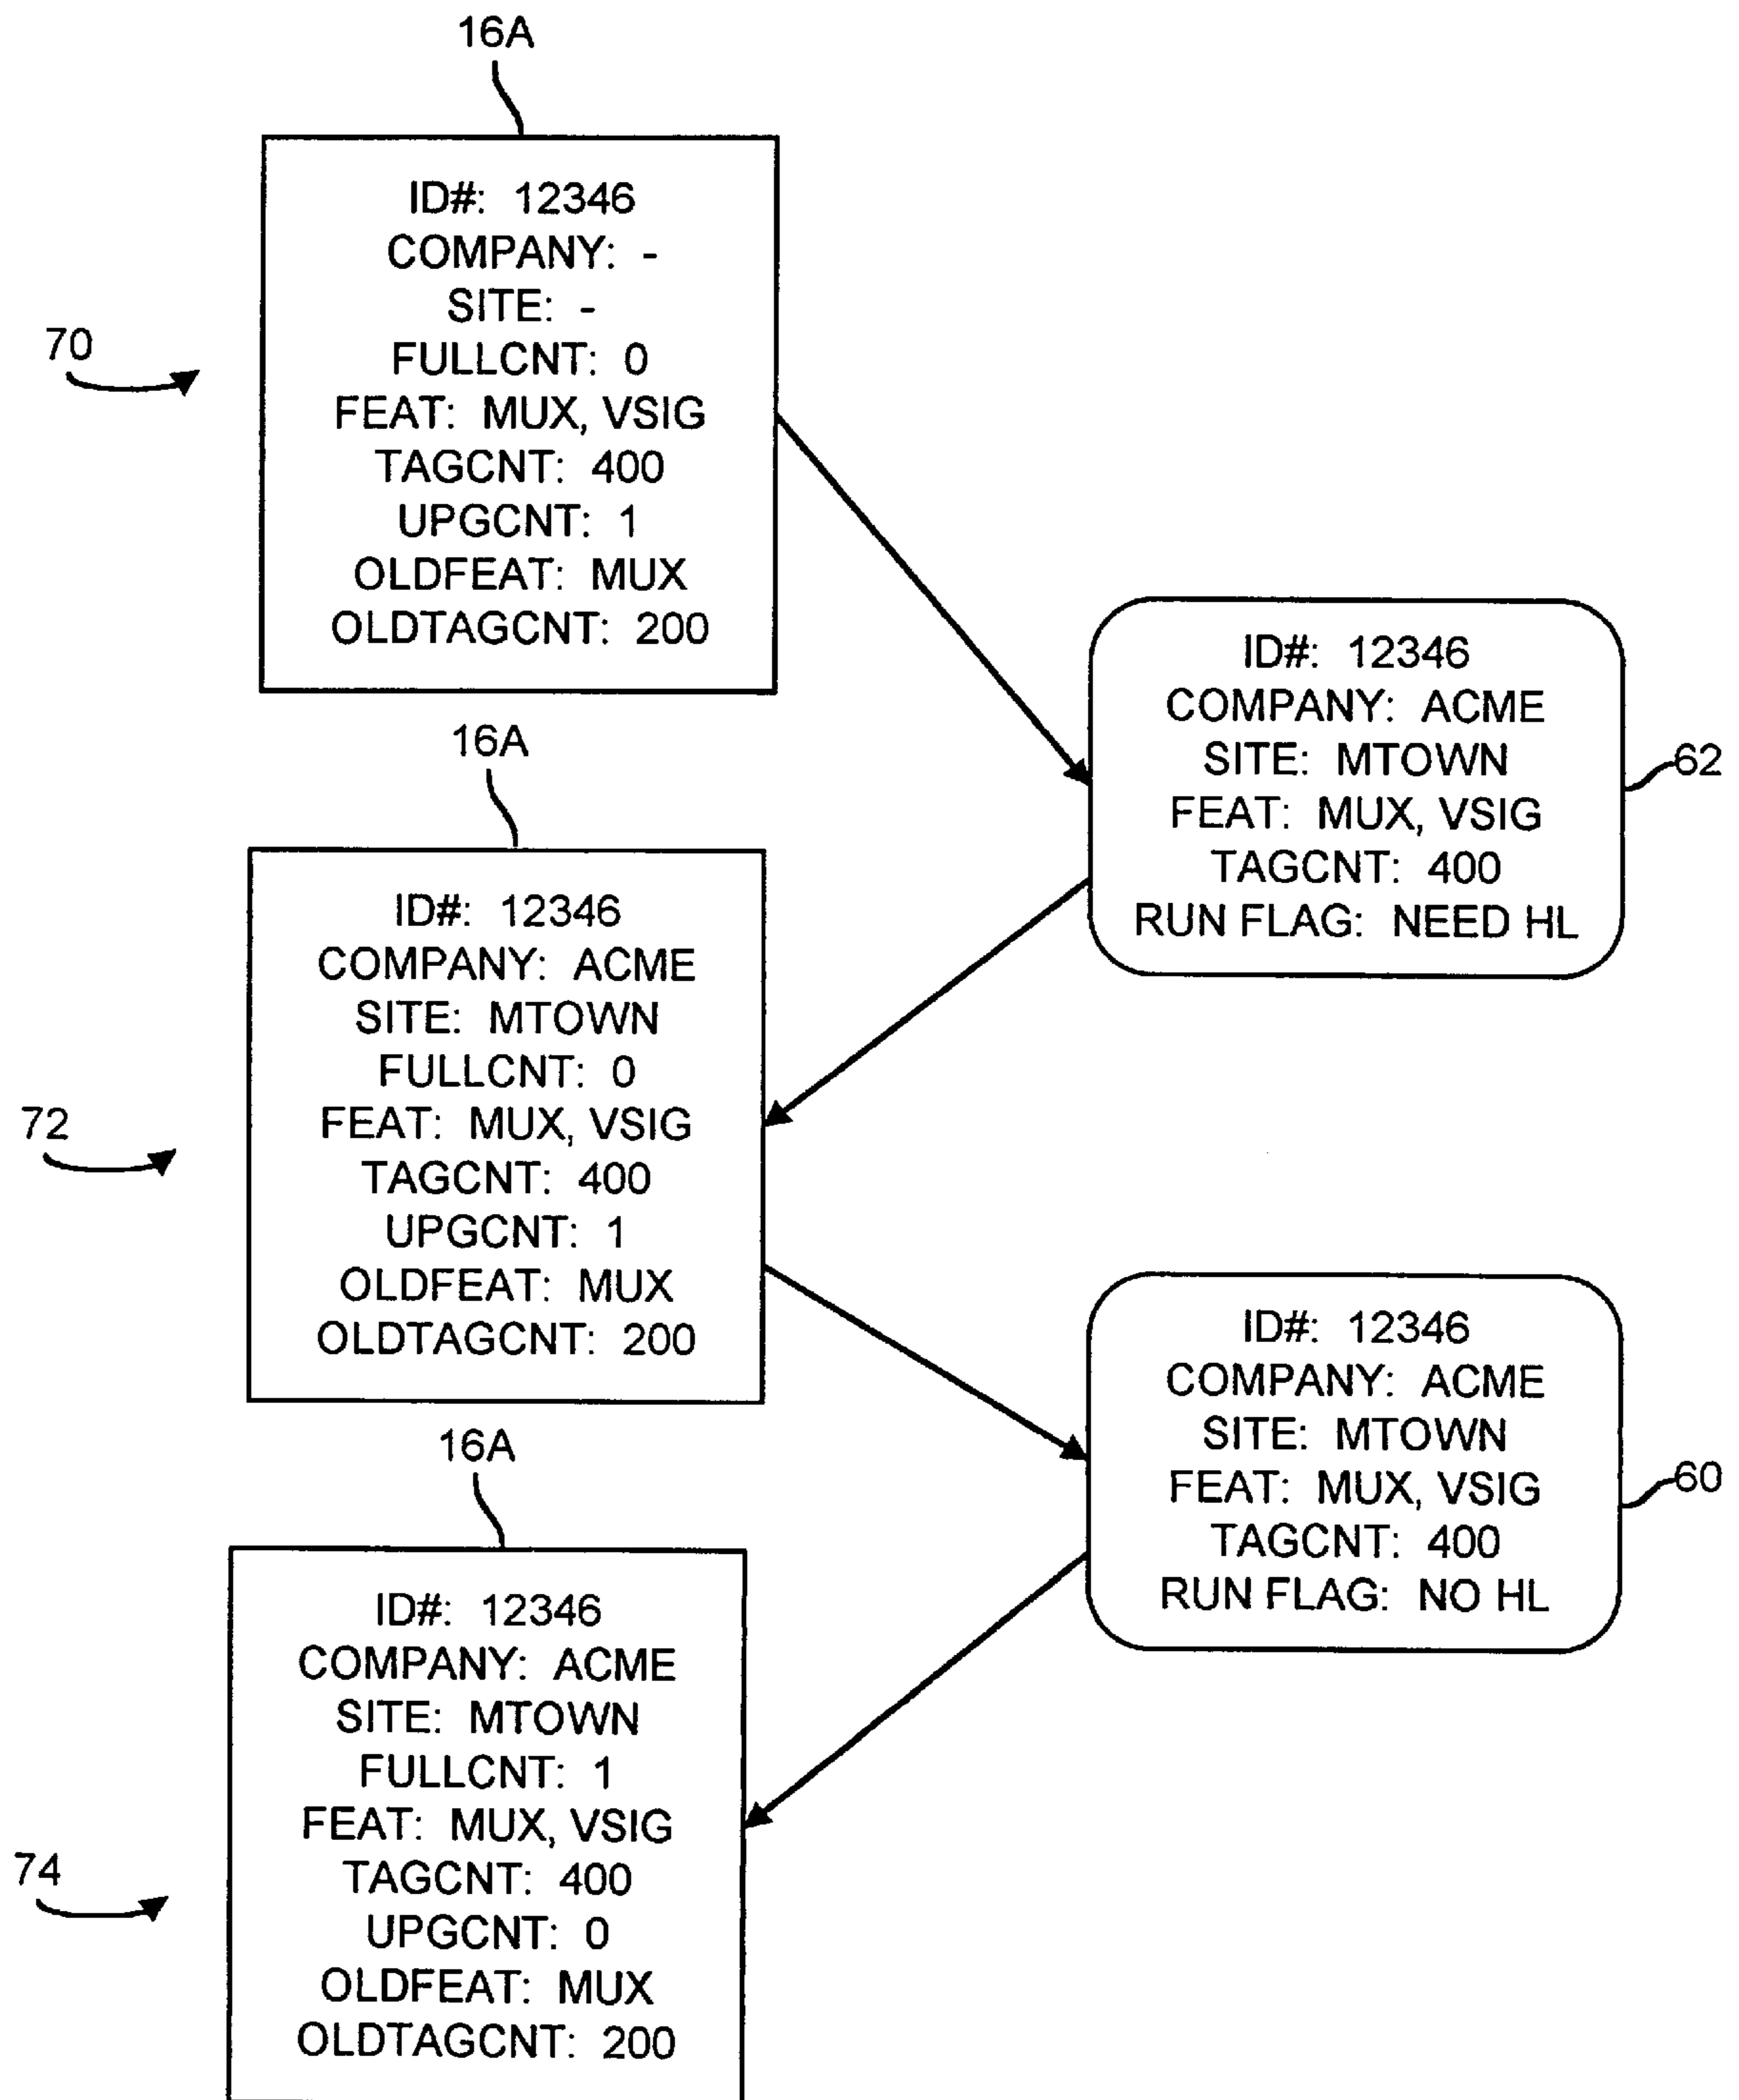 16A
ID#: 12346
COMPANY: -
SITE: -
FULLCNT: 0
FEAT: MUX, VSIG
TAGCNT: 400
UPGCNT: 1
OLDFEAT: MUX
OLDTAGCNT: 200
70
ID#: 12346
COMPANY: ACME
SITE: MTOWN
FEAT: MUX, VSIG
TAGCNT: 400
RUN FLAG: NEED HL
62
16A
ID#: 12346
COMPANY: ACME
SITE: MTOWN
FULLCNT: 0
FEAT: MUX, VSIG
TAGCNT: 400
UPGCNT: 1
OLDFEAT: MUX
OLDTAGCNT: 200
72
ID#: 12346
COMPANY: ACME
SITE: MTOWN
FEAT: MUX, VSIG
TAGCNT: 400
RUN FLAG: NO HL
60
16A
ID#: 12346
COMPANY: ACME
SITE: MTOWN
FULLCNT: 1
FEAT: MUX, VSIG
TAGCNT: 400
UPGCNT: 0
OLDFEAT: MUX
OLDTAGCNT: 200
74